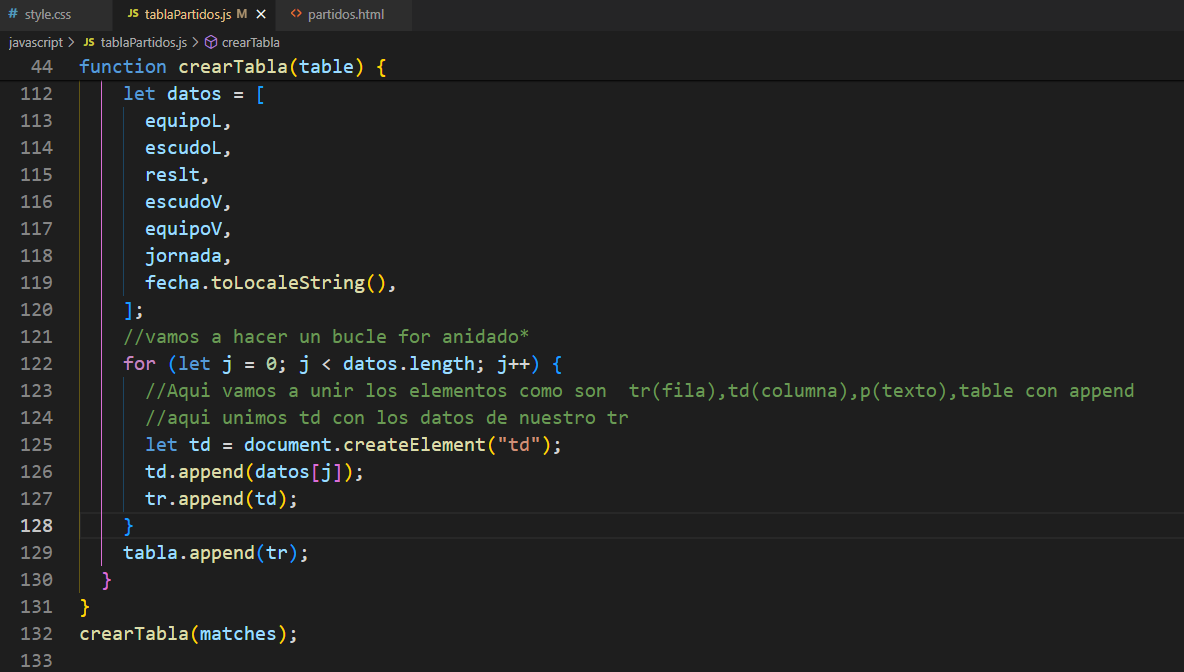 # style.css JS tablaPartidos.js M × <> partidos.html
javascript > JS tablaPartidos.js > crearTabla
44 function crearTabla(table) {
112 let datos = [
113 equipoL,
114 escudoL,
115 reslt,
116 escudoV,
117 equipoV,
118 jornada,
119 fecha.toLocaleString(),
120 ];
121 //vamos a hacer un bucle for anidado*
122 for (let j = 0; j < datos.length; j++) {
123 //Aqui vamos a unir los elementos como son  tr(fila),td(columna),p(texto),table con append
124 //aqui unimos td con los datos de nuestro tr
125 let td = document.createElement("td");
126 td.append(datos[j]);
127 tr.append(td);
128 }
129 tabla.append(tr);
130 }
131 }
132 crearTabla(matches);
133